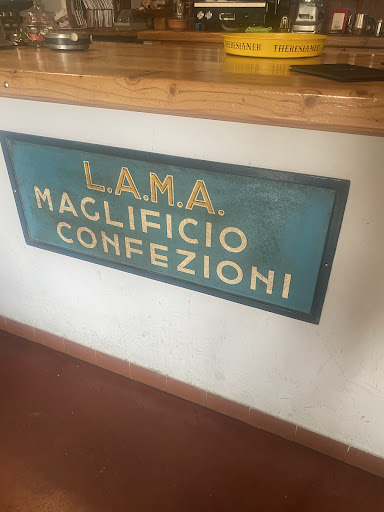 THERESIANER THERESIANER
L.A.M.A.
MAGLIFICIO
CONFEZIONI